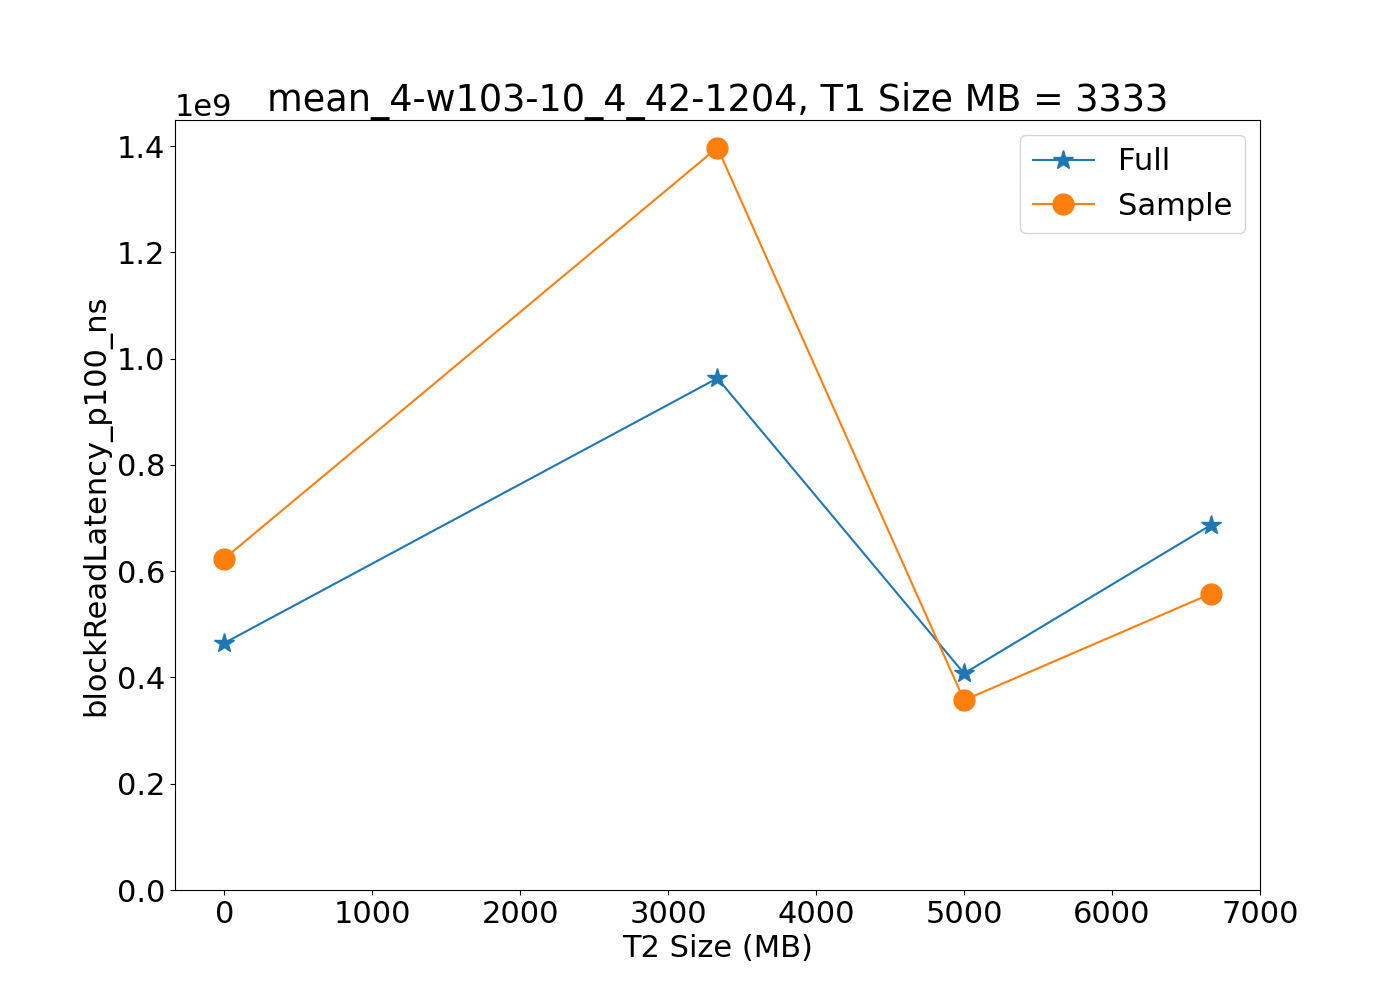 1e9
mean_4-w103-10_4_42-1204, T1 Size MB = 3333
Full
Sample
blockReadLatency_p100_ns
1.4
1.2
1.0
0.8
0.6
0.4
0.2
0.0
0 1000 2000 3000 4000 5000 6000 7000
T2 Size (MB)